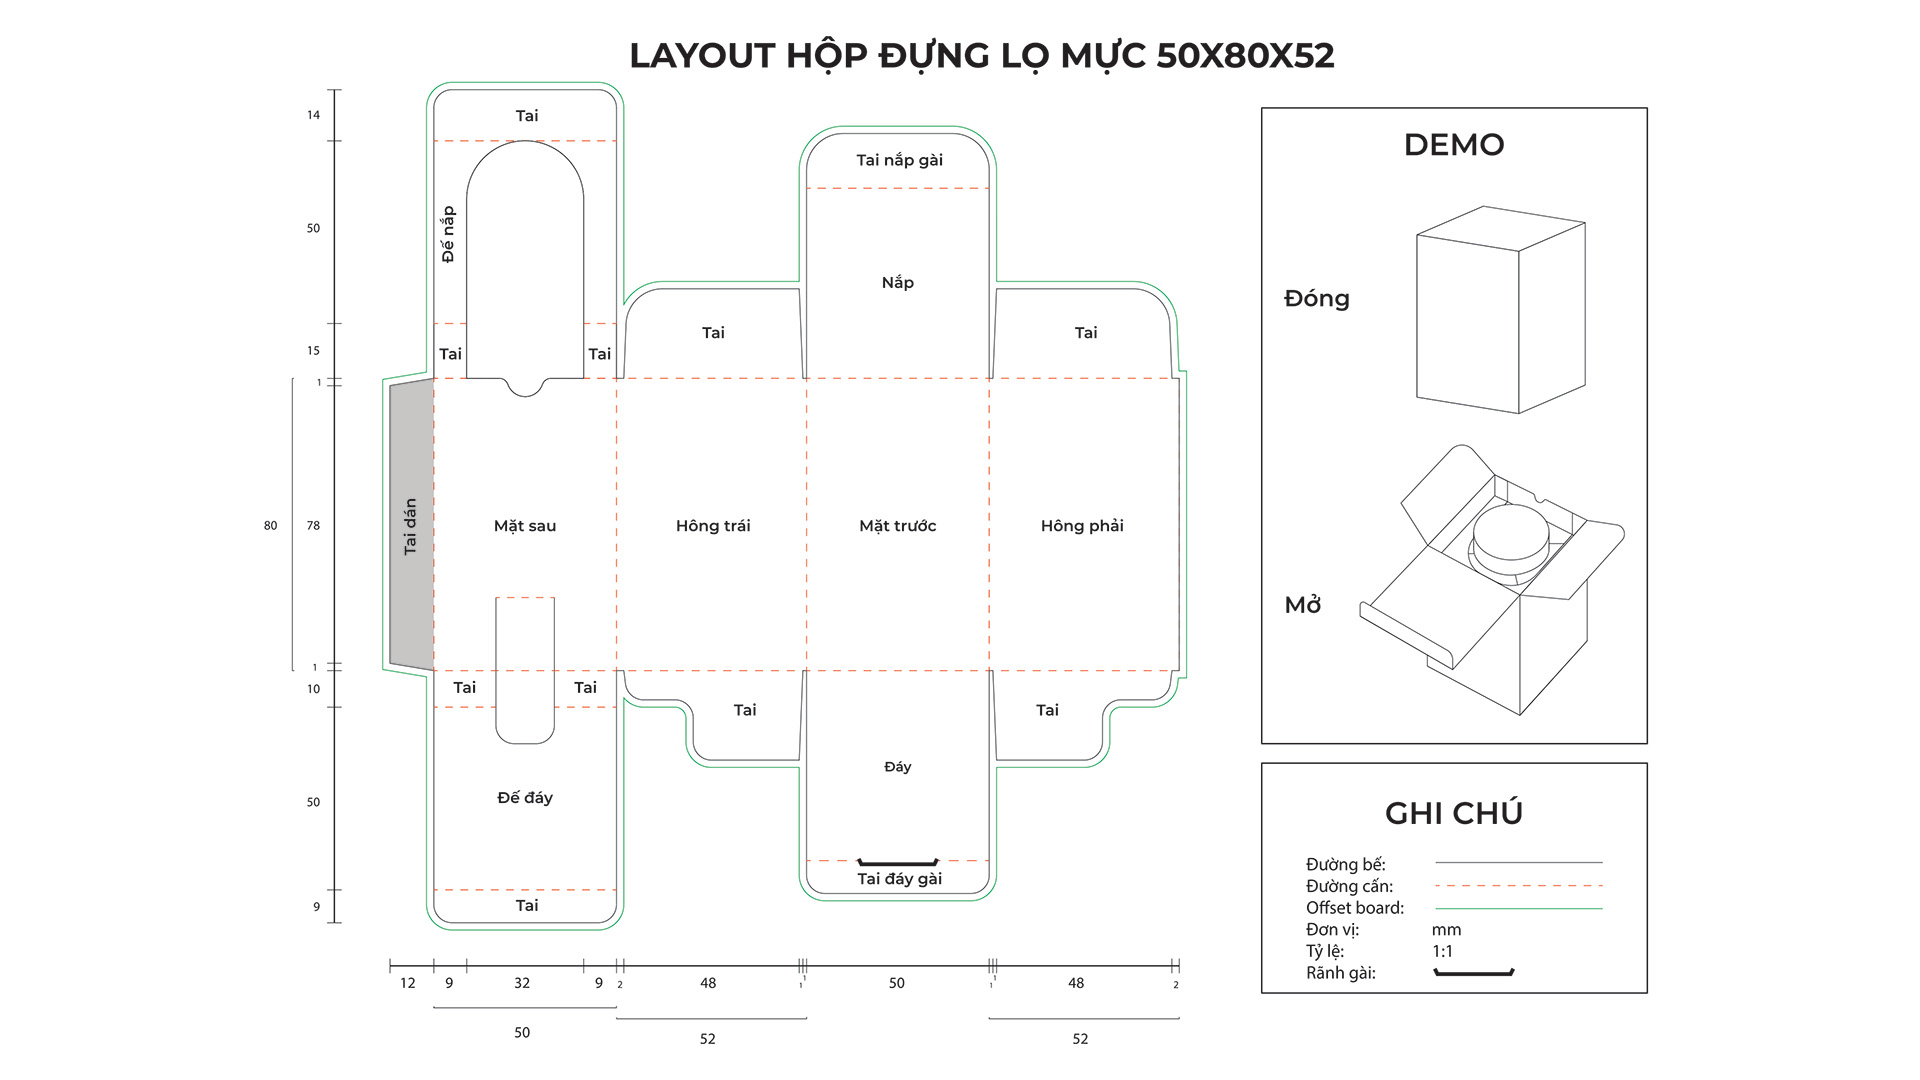 LAYOUT HỘP ĐỰNG LỌ MỰC 50X80X52
14
50
15
1
80
78
1
10
50
9
Tai
Đế nắp
Tai
Tai
Tai dán
Mặt sau
Tai
Tai
Đế đáy
Tai
Tai
Hông trái
Tai
Tai nắp gài
Nắp
Mặt trước
Đáy
Tai đáy gài
Tai
Hông phải
Tai
12
9
32
9
2
48
1
1
50
1
1
48
2
50
52
52
DEMO
Đóng
Mở
GHI CHÚ
Đường bế:
Đường cấn:
Offset board:
Đơn vị: mm
Tỷ lệ: 1:1
Rãnh gài: